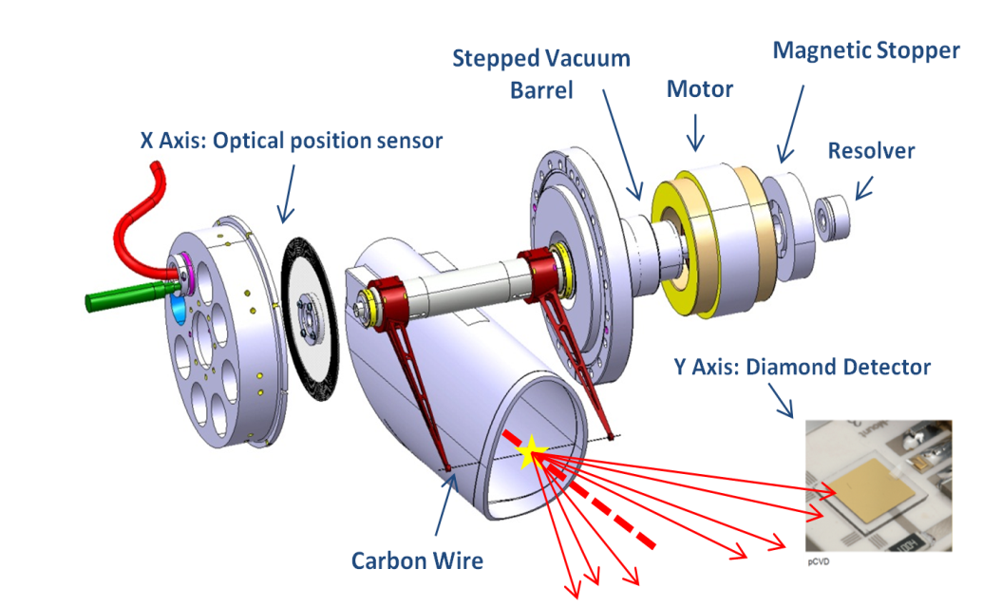 Magnetic Stopper
Stepped Vacuum
Barrel
Motor
X Axis: Optical position sensor
Resolver
Y Axis: Diamond Detector
Carbon Wire
pCVD